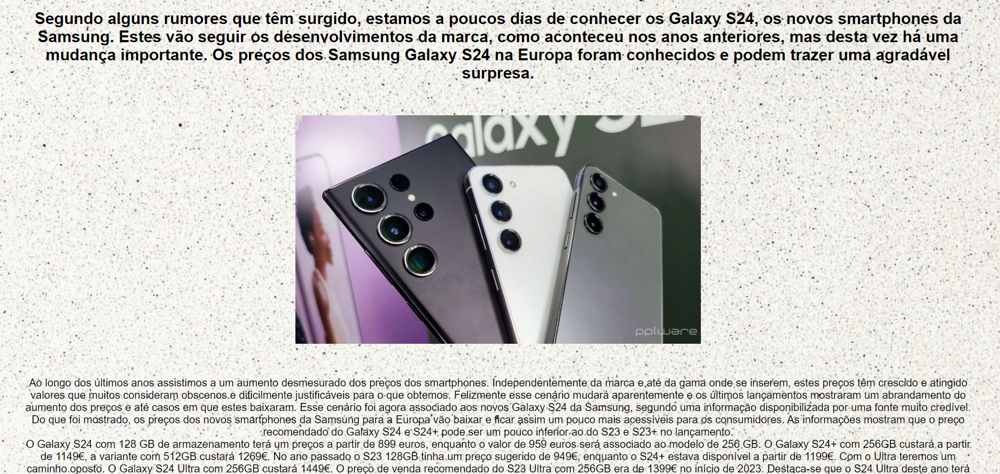 Segundo alguns rumores que têm surgido, estamos a poucos dias de conhecer os Galaxy S24, os novos smartphones da
Samsung. Estes vão seguir os desenvolvimentos da marca, como aconteceu nos anos anteriores, mas desta vez há uma
mudança importante. Os preços dos Samsung Galaxy S24 na Europa foram conhecidos e podem trazer uma agradável
surpresa.
galaxy S2
pplware
Ao longo dos últimos anos assistimos a um aumento desmesurado dos preços dos smartphones. Independentemente da marca e até da gama onde se inserem, estes preços têm crescido e atingido
valores que muitos consideram obscenos e dificilmente justificáveis para o que obtemos. Felizmente esse cenário mudará aparentemente e os últimos lançamentos mostraram um abrandamento do
aumento dos preços e até casos em que estes baixaram. Esse cenário foi agora associado aos novos Galaxy S24 da Samsung, segundo uma informação disponibilizada por uma fonte muito credível.
Do que foi mostrado, os preços dos novos smartphones da Samsung para a Europa vão baixar e ficar assim um pouco mais acessíveis para os consumidores. As informações mostram que o preço
recomendado do Galaxy S24 e S24+ pode ser um pouco inferior ao do S23 e S23+ no lançamento.
O Galaxy S24 com 128 GB de armazenamento terá um preços a partir de 899 euros, enquanto o valor de 959 euros será associado ao modelo de 256 GB. O Galaxy S24+ com 256GB custará a partir
de 1149€, a variante com 512GB custará 1269€. No ano passado o S23 128GB tinha um preço sugerido de 949€, enquanto o S24+ estava disponível a partir de 1199€. Com o Ultra teremos um
caminho oposto. O Galaxy S24 Ultra com 256GB custará 1449€. O preço de venda recomendado do S23 Ultra com 256GB era de 1399€ no início de 2023. Destaca-se que o S24 Ultra deste ano terá